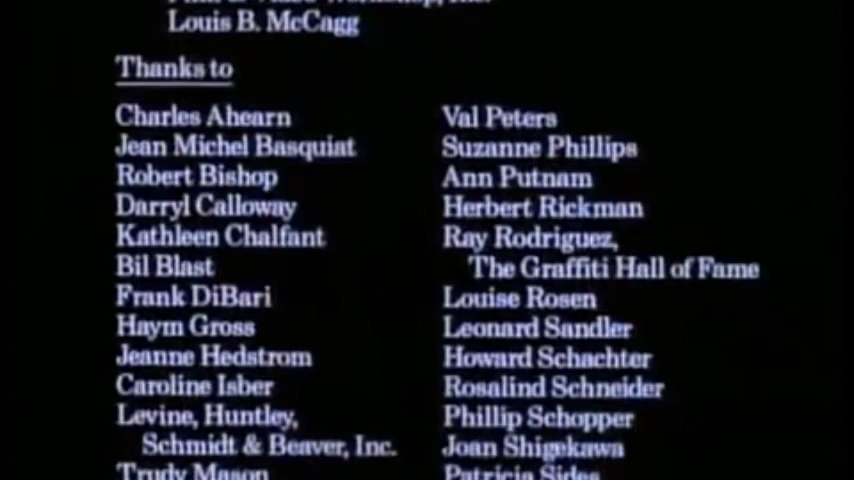 Louis B. McCagg
Thanks to
Charles Ahearn
Jean Michel Basquiat
Robert Bishop
Darryl Calloway
Kathleen Chalfant
Bil Blast
Frank DiBari
Haym Gross
Jeanne Hedstrom
Caroline Isber
Levine, Huntley,
Schmidt & Beaver, Inc.
Trudy Mason
Val Peters
Suzanne Phillips
Ann Putnam
Herbert Rickman
Ray Rodriguez,
The Graffiti Hall of Fame
Louise Rosen
Leonard Sandler
Howard Schachter
Rosalind Schneider
Phillip Schopper
Joan Shigekawa
Patricia Sides